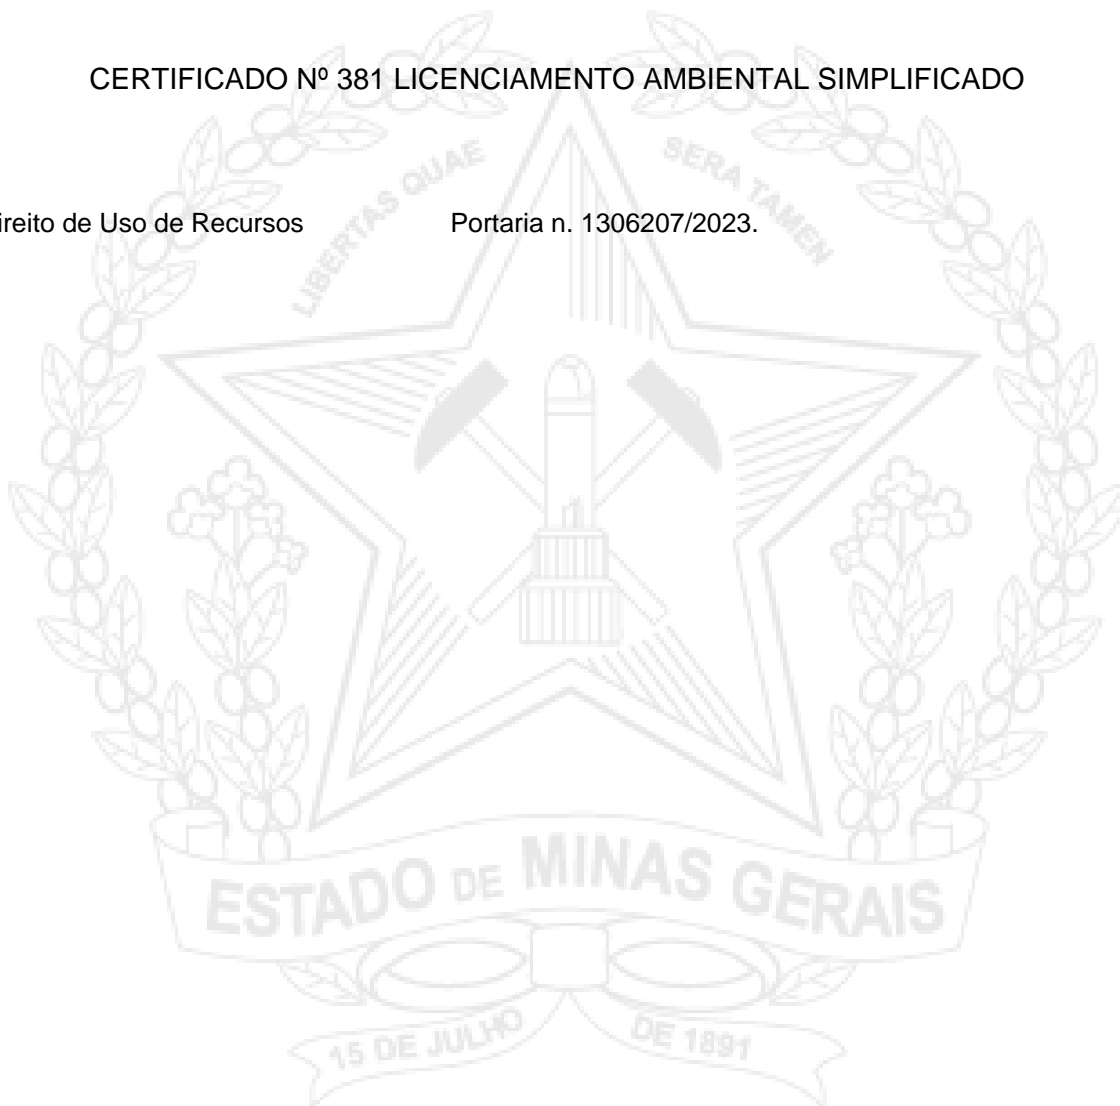 CERTIFICADO Nº 381 LICENCIAMENTO AMBIENTAL SIMPLIFICADO
LIBERTAS QUAE SERA TAMEN
ireito de Uso de Recursos Portaria n. 1306207/2023.
ESTADO DE MINAS GERAIS
15 DE JULHO DE 1891